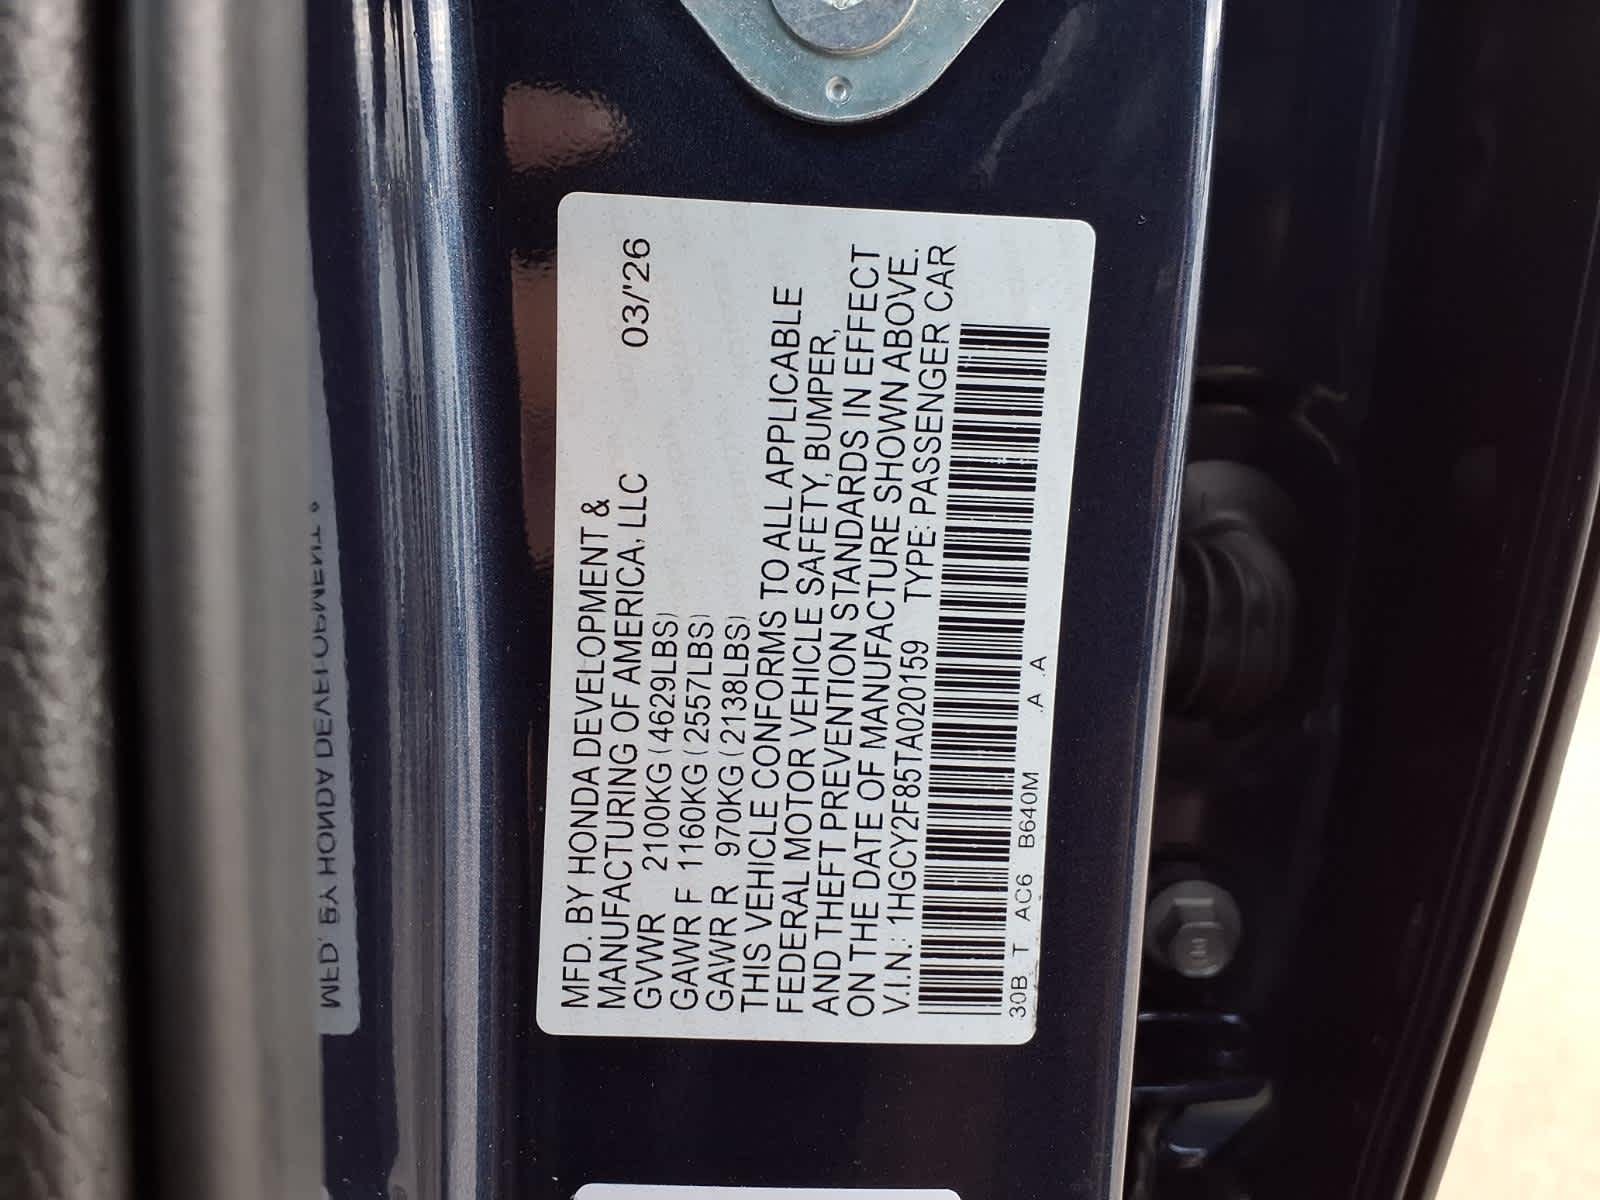 MFD. BY HONDA DEVELOPMENT &
MANUFACTURING OF AMERICA, LLC 03/'26
GVWR 2100KG (4629LBS)
GAWR F 1160KG (2557LBS)
GAWR R 970KG (2138LBS)
THIS VEHICLE CONFORMS TO ALL APPLICABLE
FEDERAL MOTOR VEHICLE SAFETY, BUMPER,
AND THEFT PREVENTION STANDARDS IN EFFECT
ON THE DATE OF MANUFACTURE SHOWN ABOVE.
V.I.N.: 1HGCY2F85TA020159 TYPE: PASSENGER CAR
30B T AC6 B640M .A .A
MFD. BY HONDA DEVELOPMENT &